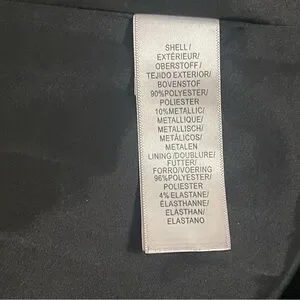 SHELL/
EXTÉRIEUR/
OBERSTOFF/
TEJIDO EXTERIOR/
BOVENSTOF
90%POLYESTER/
POLIESTER
10%METALLIC/
METALLIQUE/
METALLISCH/
METÁLICOS/
METALEN
LINING/DOUBLURE/
FUTTER/
FORRO/VOERING
96%POLYESTER/
POLIESTER
4% ELASTANE/
ÉLASTHANNE/
ELASTHAN/
ELASTANO